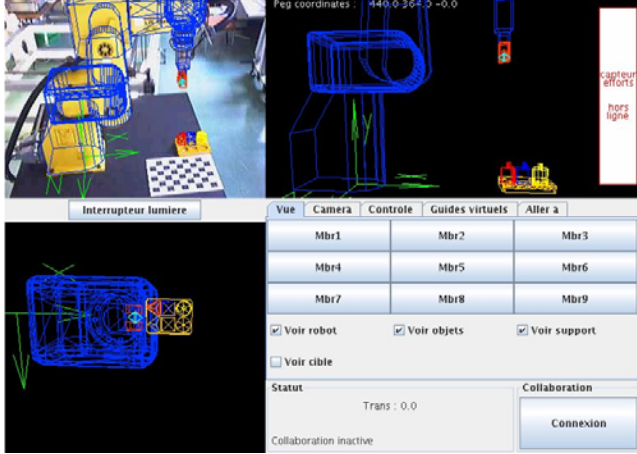 Peg coordinates : 440.0 364.0 -0.0
capteur
efforts
hors
ligne
Interrupteur lumiere
Vue Camera Controle Guides virtuels Aller a
Mbr1 Mbr2 Mbr3
Mbr4 Mbr5 Mbr6
Mbr7 Mbr8 Mbr9
Voir robot Voir objets Voir support
Voir cible
Statut
Trans : 0.0
Collaboration inactive
Collaboration
Connexion